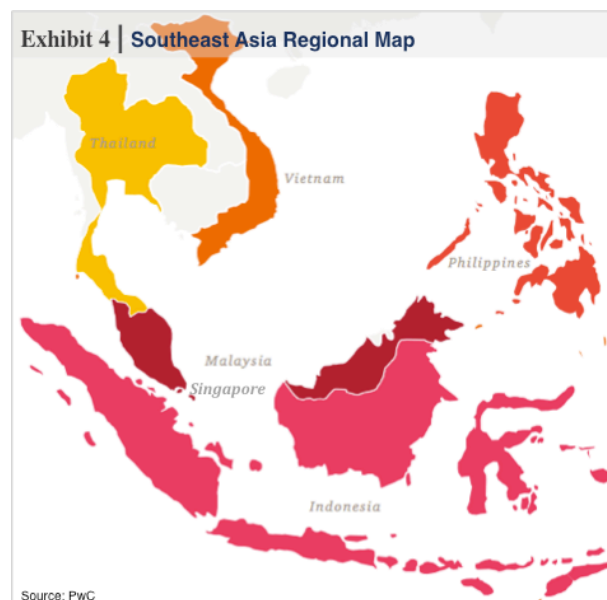 Exhibit 4 | Southeast Asia Regional Map
Thailand
Vietnam
Philippines
Malaysia
Singapore
Indonesia
Source: PwC